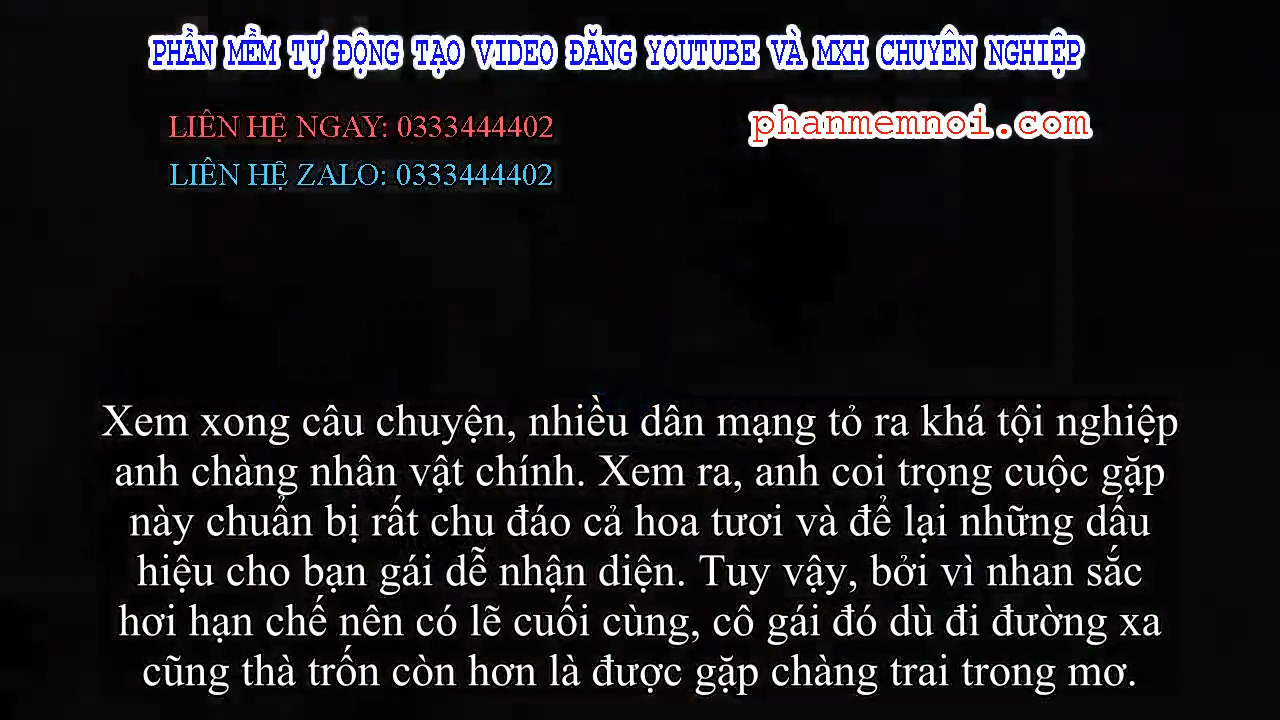 PHẦN MỀM TỰ ĐỘNG TẠO VIDEO ĐĂNG YOUTUBE VÀ MXH CHUYÊN NGHIỆP
LIÊN HỆ NGAY: 0333444402
phanmemnoi.com
LIÊN HỆ ZALO: 0333444402
Xem xong câu chuyện, nhiều dân mạng tỏ ra khá tội nghiệp
anh chàng nhân vật chính. Xem ra, anh coi trọng cuộc gặp
này chuẩn bị rất chu đáo cả hoa tươi và để lại những dấu
hiệu cho bạn gái dễ nhận diện. Tuy vậy, bởi vì nhan sắc
hơi hạn chế nên có lẽ cuối cùng, cô gái đó dù đi đường xa
cũng thà trốn còn hơn là được gặp chàng trai trong mơ.